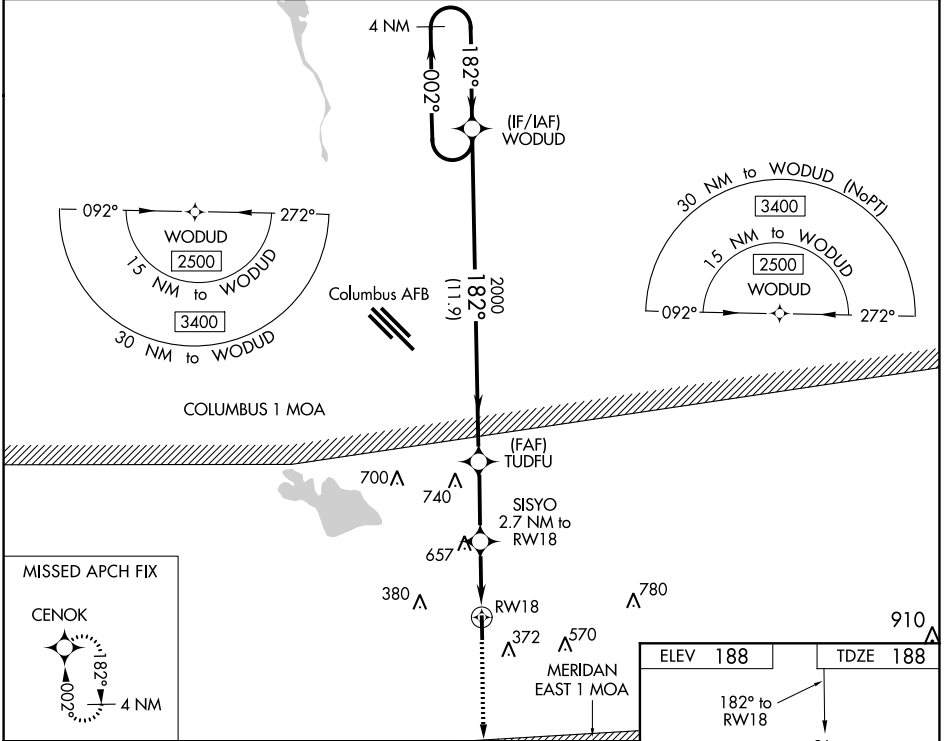 4 NM
182°
002°
(IF/IAF)
WODUD
092°
272°
WODUD
2500
15 NM to WODUD
3400
30 NM to WODUD
30 NM to WODUD (NoPT)
3400
15 NM to WODUD
2500
WODUD
092°
272°
Columbus AFB
2000
182°
(11.9)
COLUMBUS 1 MOA
(FAF)
TUDFU
700
740
SISYO
2.7 NM to
RW18
657
380
RW18
780
372
570
910
MERIDAN
EAST 1 MOA
MISSED APCH FIX
CENOK
182°
002°
4 NM
ELEV 188
TDZE 188
182° to
RW18